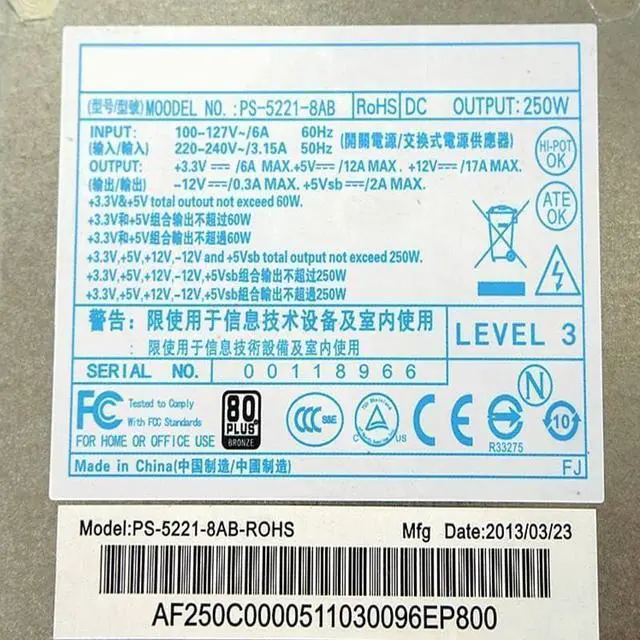 (型号/型號) MOODEL NO.:PS-5221-8AB RoHS DC OUTPUT:250W
INPUT: 100-127V~/6A 60Hz
(输入/輸入) 220-240V~/3.15A 50Hz (開關電源/交换式電源供應器)
HI-POT OK
OUTPUT: +3.3V⎓/6A MAX.+5V⎓/12A MAX. +12V⎓/17A MAX.
(输出/輸出) -12V⎓/0.3A MAX. +5Vsb⎓/2A MAX.
ATE OK
+3.3V&+5V total outout not exceed 60W.
+3.3V和+5V组合输出不超过60W
+3.3V和+5V組合輸出不超過60W
+3.3V,+5V,+12V,-12V and +5Vsb total output not exceed 250W.
+3.3V,+5V,+12V,-12V,+5Vsb组合输出不超过250W
+3.3V,+5V,+12V,-12V,+5Vsb組合輸出不超過250W
警告: 限使用于信息技术设备及室内使用
: 限使用于信息技術設備及室内使用
LEVEL 3
SERIAL NO. 00118966
N
FC Tested to Comply
With FCC Standards
FOR HOME OR OFFICE USE
80 PLUS
BRONZE
CCC S&E
C US
CE
R33275
10
Made in China(中国制造/中國制造) FJ
Model:PS-5221-8AB-ROHS Mfg Date:2013/03/23
AF250C0000511030096EP800